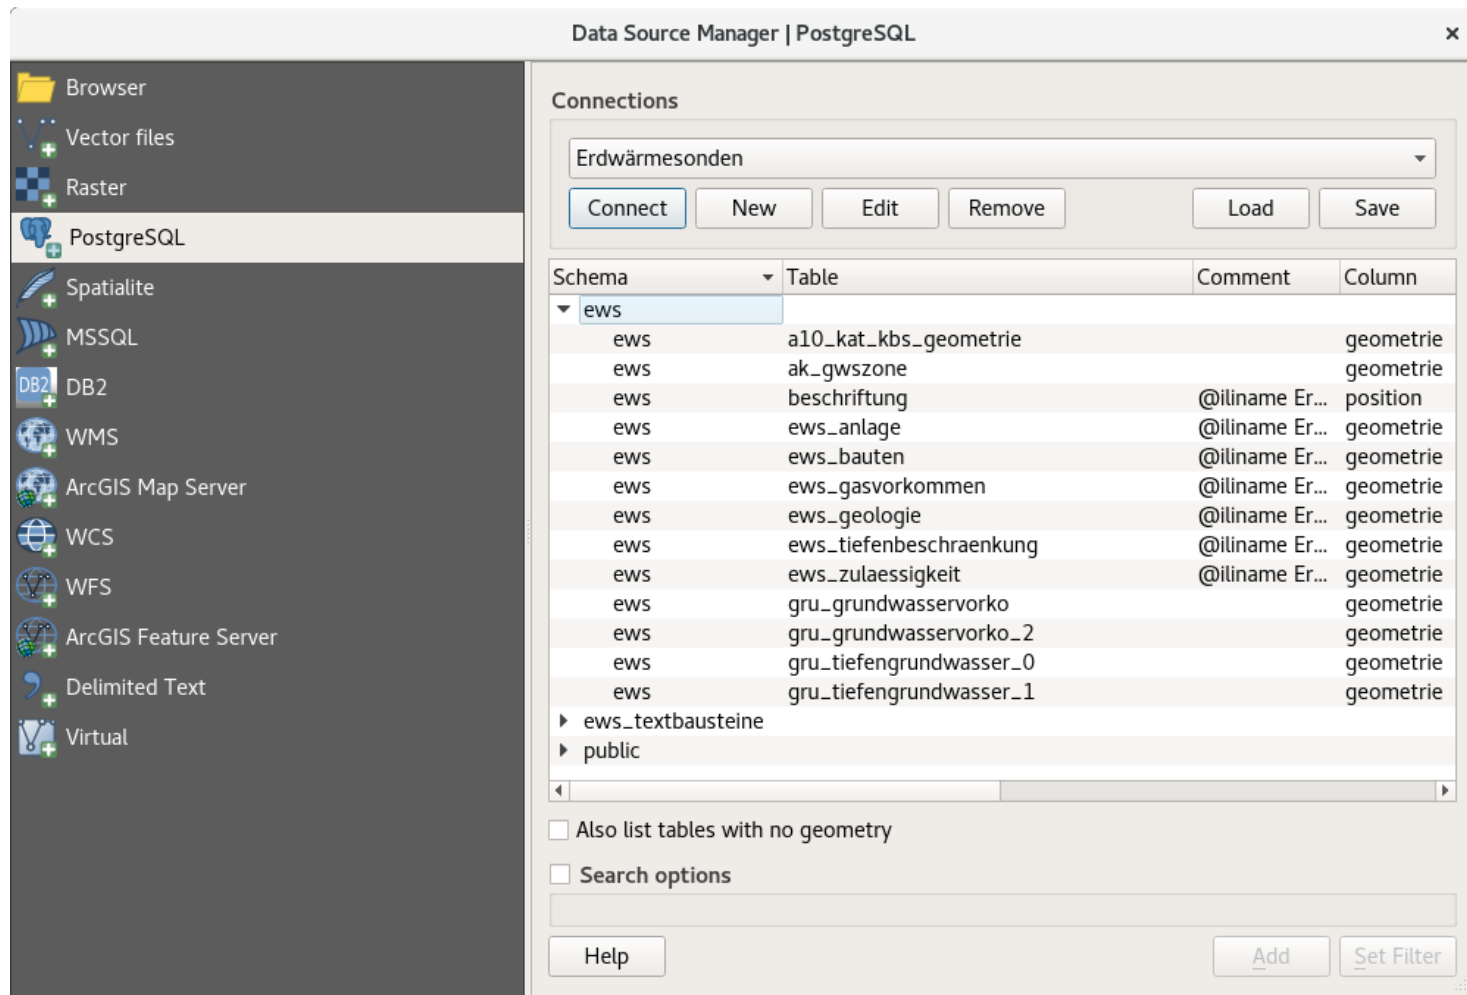 Data Source Manager | PostgreSQL
Browser
Vector files
Raster
PostgreSQL
Spatialite
MSSQL
DB2 DB2
WMS
ArcGIS Map Server
WCS
WFS
ArcGIS Feature Server
Delimited Text
Virtual
Connections
Erdwärmesonden
Connect New Edit Remove Load Save
Schema Table Comment Column
ews
ews a10_kat_kbs_geometrie geometrie
ews ak_gwszone geometrie
ews beschriftung @iliname Er... position
ews ews_anlage @iliname Er... geometrie
ews ews_bauten @iliname Er... geometrie
ews ews_gasvorkommen @iliname Er... geometrie
ews ews_geologie @iliname Er... geometrie
ews ews_tiefenbeschraenkung @iliname Er... geometrie
ews ews_zulaessigkeit @iliname Er... geometrie
ews gru_grundwasservorko geometrie
ews gru_grundwasservorko_2 geometrie
ews gru_tiefengrundwasser_0 geometrie
ews gru_tiefengrundwasser_1 geometrie
ews_textbausteine
public
Also list tables with no geometry
Search options
Help Add Set Filter